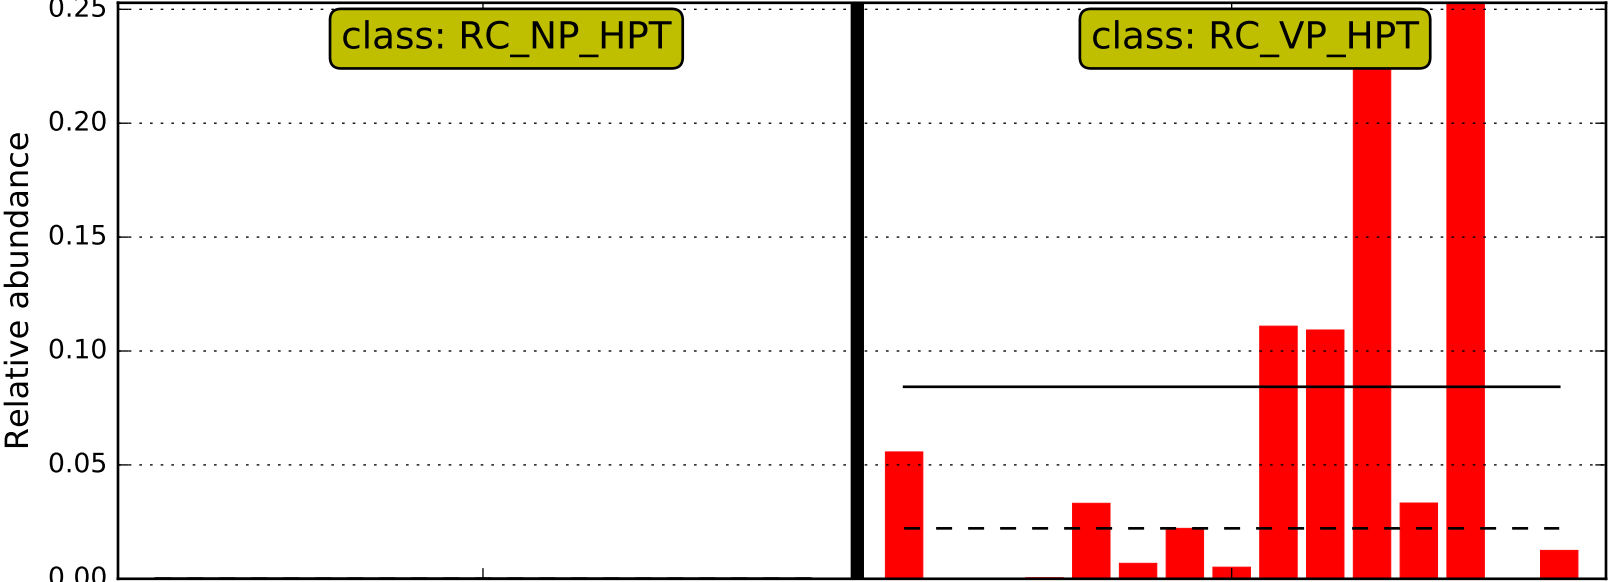 0.25
class: RC_NP_HPT
class: RC_VP_HPT
0.20
0.15
0.10
0.05
0.00
Relative abundance